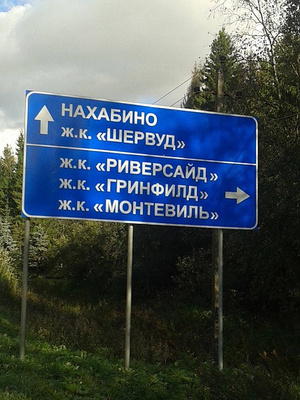 НАХАБИНО
Ж.К. «ШЕРВУД»
Ж.К. «РИВЕРСАЙД»
Ж.К. «ГРИНФИЛД»
Ж.К. «МОНТЕВИЛЬ»